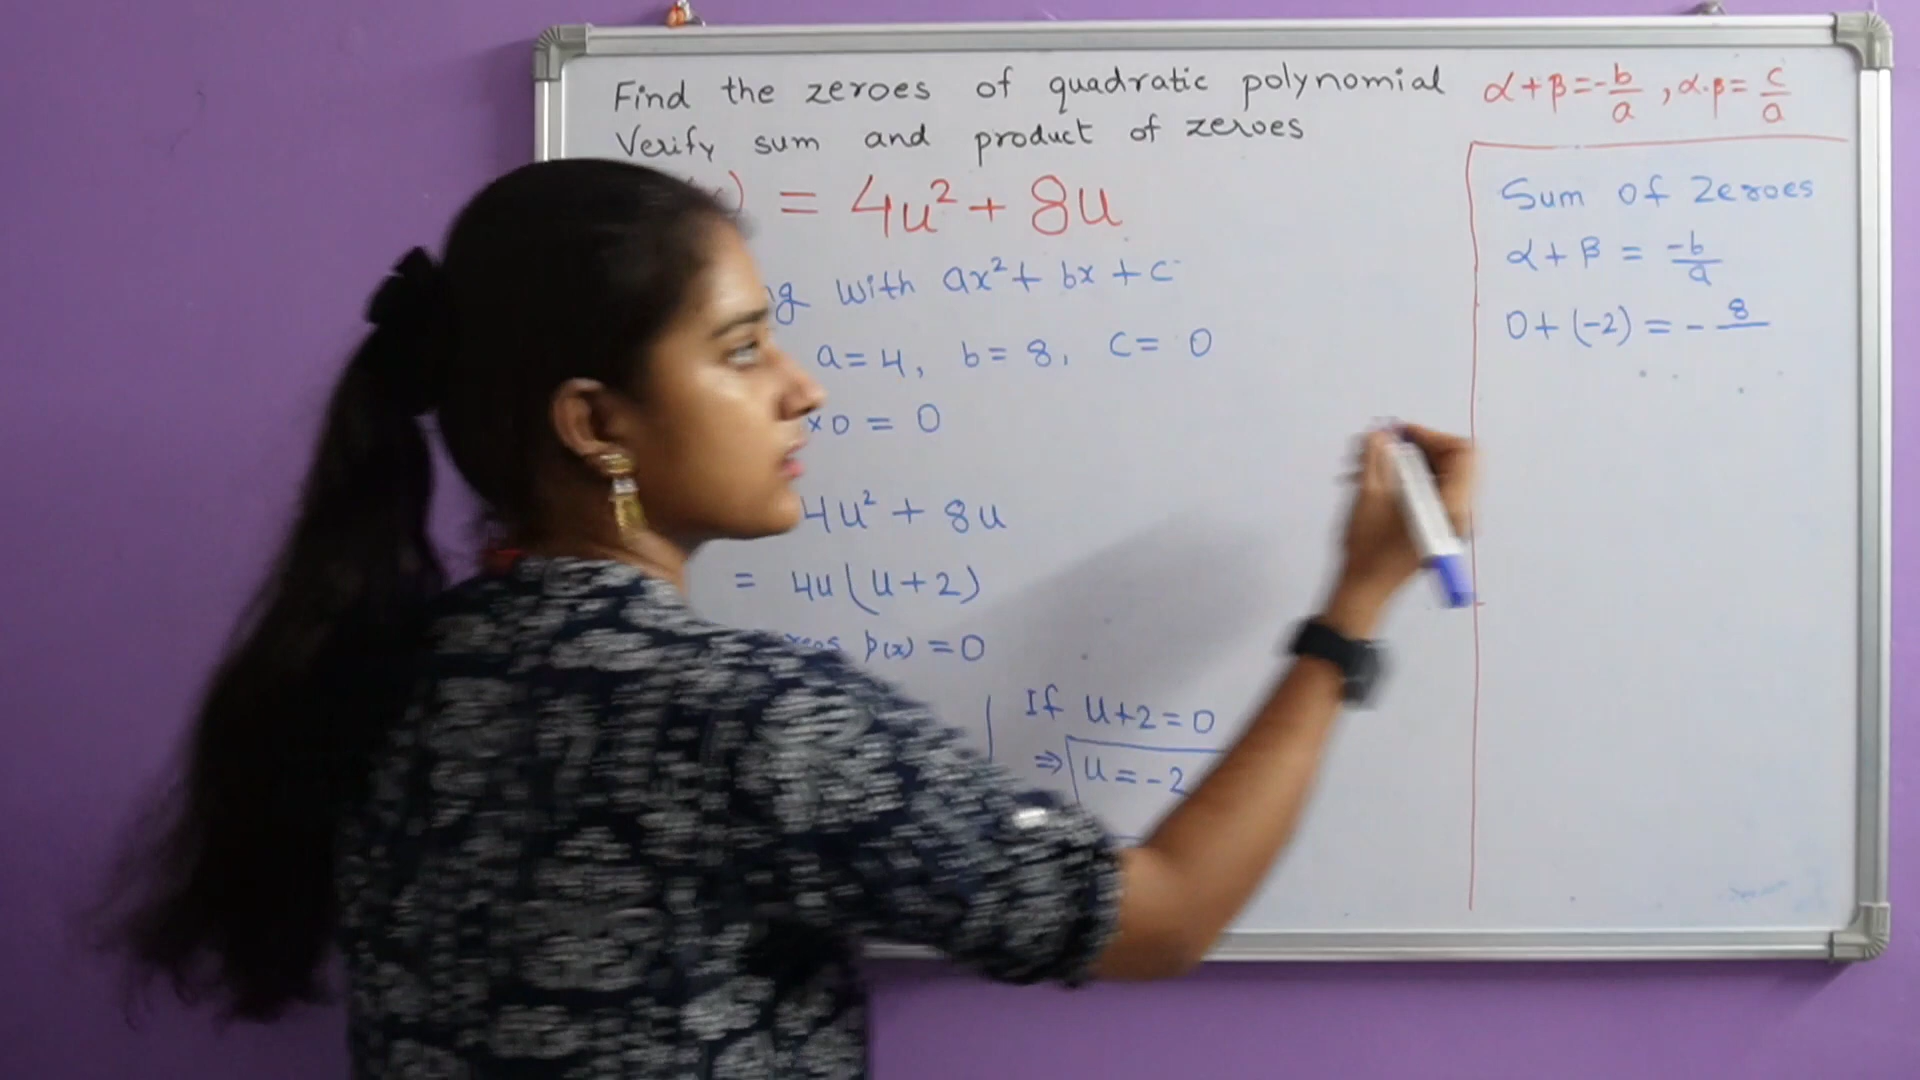 Find the zeroes of quadratic polynomial
Verify sum and product of zeroes
) = 4u² + 8u
with ax² + bx + c
a = 4, b = 8, c = 0
×0 = 0
4u² + 8u
= 4u(u+2)
p(x) = 0
If u+2 = 0
⇒ u = -2
α+β = -b/a, α.β = c/a
Sum of Zeroes
α + β = -b/a
0 + (-2) = - 8